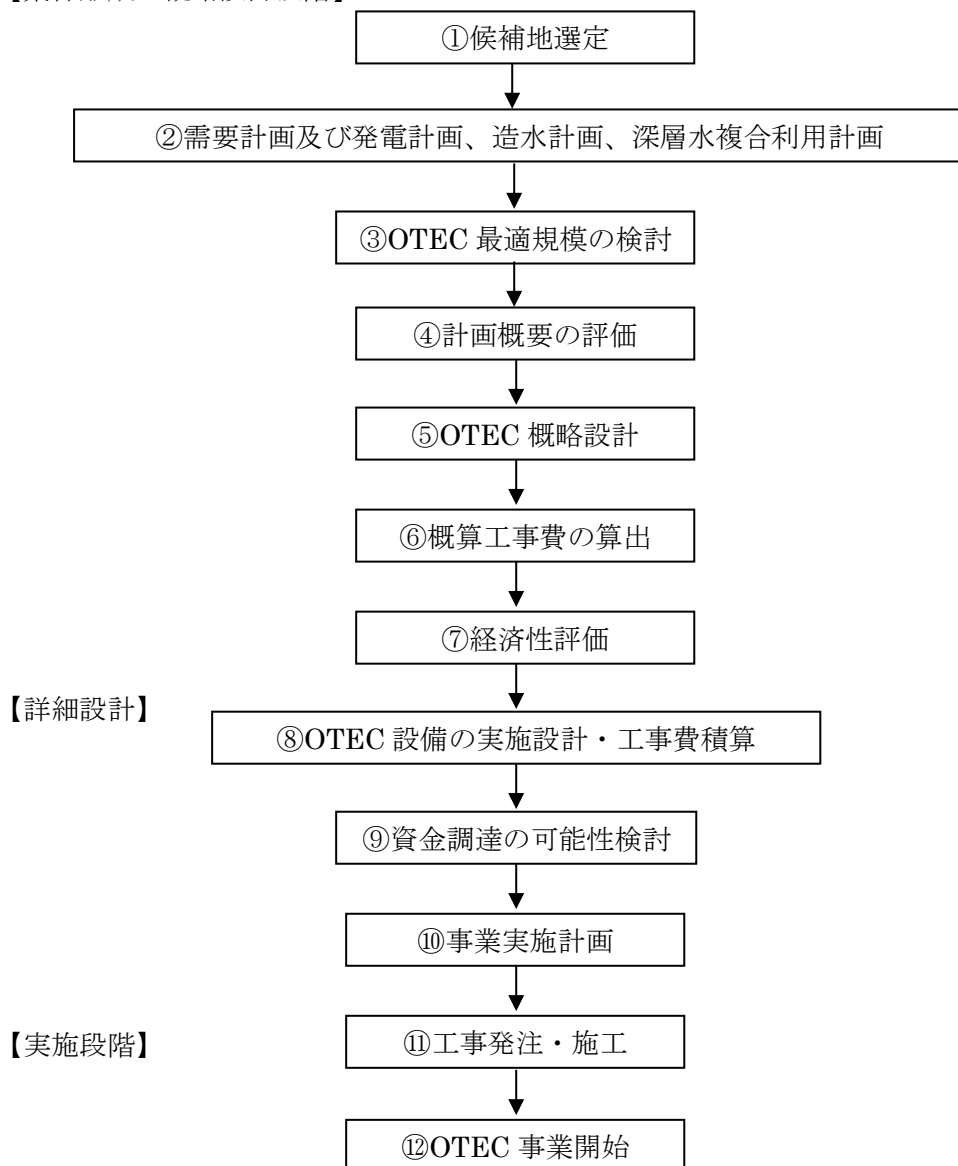 ①候補地選定
②需要計画及び発電計画、造水計画、深層水複合利用計画
③OTEC 最適規模の検討
④計画概要の評価
⑤OTEC 概略設計
⑥概算工事費の算出
⑦経済性評価
【詳細設計】
⑧OTEC 設備の実施設計・工事費積算
⑨資金調達の可能性検討
⑩事業実施計画
【実施段階】
⑪工事発注・施工
⑫OTEC 事業開始